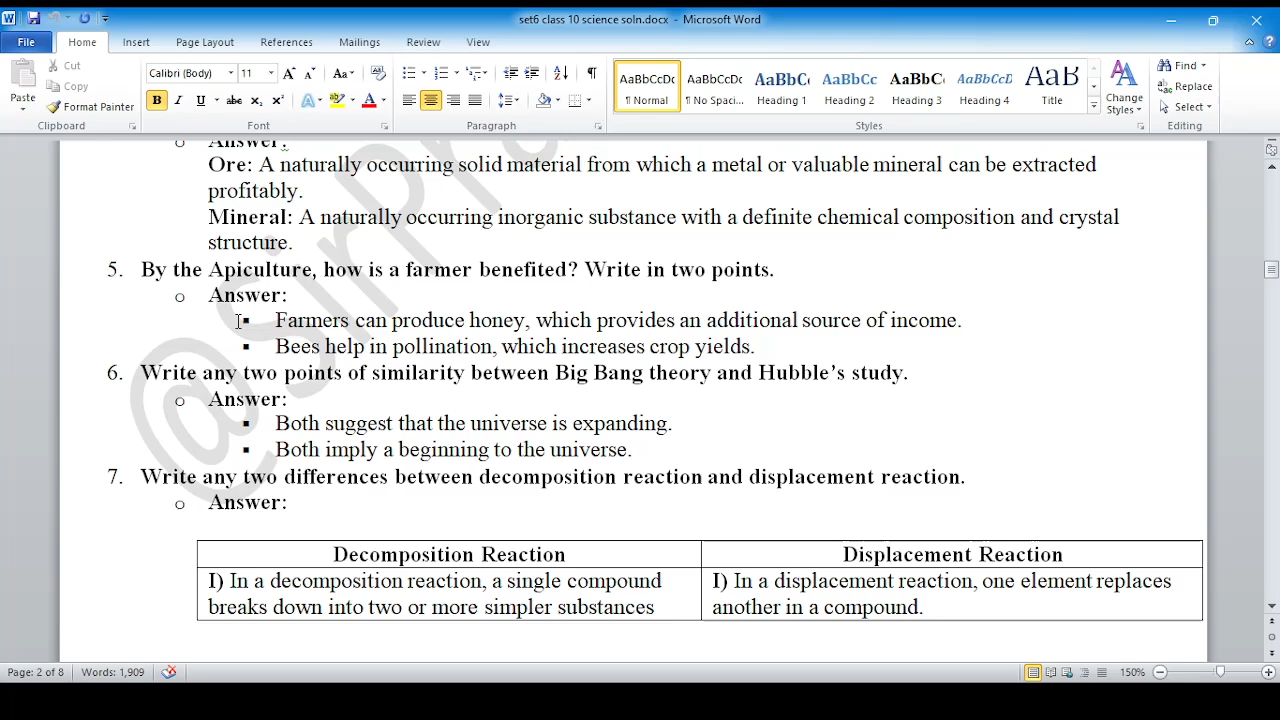 set6 class 10 science soln.docx - Microsoft Word
File Home Insert Page Layout References Mailings Review View
Paste
Cut
Copy
Format Painter
Clipboard
Calibri (Body) 11
Font
Paragraph
AaBbCcDc AaBbCcDc AaBbC AaBbCc AaBbC AaBbCcD AaB
¶ Normal ¶ No Spaci... Heading 1 Heading 2 Heading 3 Heading 4 Title
Change Styles
Styles
Find
Replace
Select
Editing
@SirPra
o Answer:
Ore: A naturally occurring solid material from which a metal or valuable mineral can be extracted
profitably.
Mineral: A naturally occurring inorganic substance with a definite chemical composition and crystal
structure.
5. By the Apiculture, how is a farmer benefited? Write in two points.
o Answer:
▪ Farmers can produce honey, which provides an additional source of income.
▪ Bees help in pollination, which increases crop yields.
6. Write any two points of similarity between Big Bang theory and Hubble's study.
o Answer:
▪ Both suggest that the universe is expanding.
▪ Both imply a beginning to the universe.
7. Write any two differences between decomposition reaction and displacement reaction.
o Answer:
Decomposition Reaction Displacement Reaction
I) In a decomposition reaction, a single compound
breaks down into two or more simpler substances
I) In a displacement reaction, one element replaces
another in a compound.
Page: 2 of 8 Words: 1,909 150%